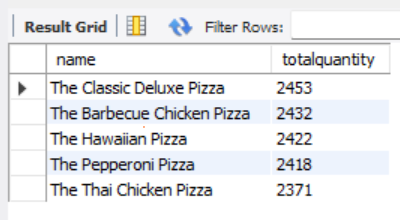 Result Grid Filter Rows:
name totalquantity
The Classic Deluxe Pizza 2453
The Barbecue Chicken Pizza 2432
The Hawaiian Pizza 2422
The Pepperoni Pizza 2418
The Thai Chicken Pizza 2371